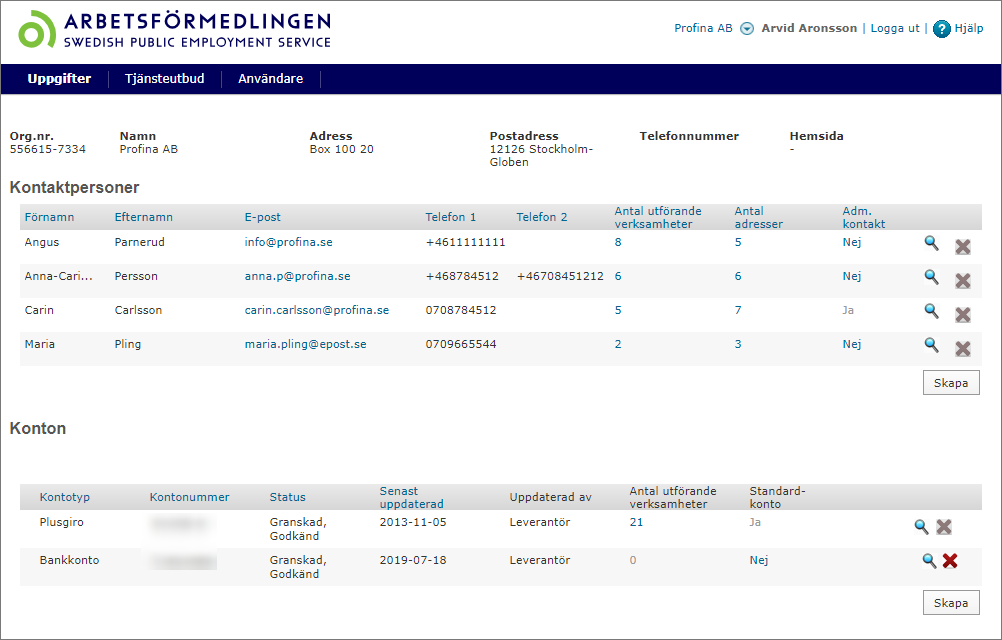 ARBETSFÖRMEDLINGEN
SWEDISH PUBLIC EMPLOYMENT SERVICE
Profina AB Arvid Aronsson | Logga ut | ? Hjälp
Uppgifter Tjänsteutbud Användare
Org.nr. Namn Adress Postadress Telefonnummer Hemsida
556615-7334 Profina AB Box 100 20 12126 Stockholm- -
Globen
Kontaktpersoner
Förnamn Efternamn E-post Telefon 1 Telefon 2 Antal utförande verksamheter Antal adresser Adm. kontakt
Angus Parnerud info@profina.se +4611111111 8 5 Nej
Anna-Cari... Persson anna.p@profina.se +468784512 +46708451212 6 6 Nej
Carin Carlsson carin.carlsson@profina.se 0708784512 5 7 Ja
Maria Pling maria.pling@epost.se 0709665544 2 3 Nej
Skapa
Konton
Kontotyp Kontonummer Status Senast uppdaterad Uppdaterad av Antal utförande verksamheter Standard-konto
Plusgiro Granskad, Godkänd 2013-11-05 Leverantör 21 Ja
Bankkonto Granskad, Godkänd 2019-07-18 Leverantör 0 Nej
Skapa